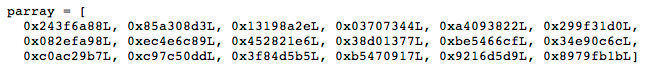 parray = [
0x243f6a88L, 0x85a308d3L, 0x13198a2eL, 0x03707344L, 0xa4093822L, 0x299f31d0L,
0x082efa98L, 0xec4e6c89L, 0x452821e6L, 0x38d01377L, 0xbe5466cfL, 0x34e90c6cL,
0xc0ac29b7L, 0xc97c50ddL, 0x3f84d5b5L, 0xb5470917L, 0x9216d5d9L, 0x8979fb1bL]